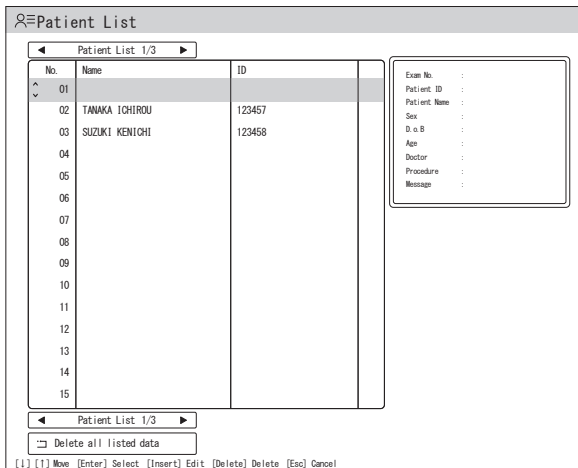 Patient List
◀ Patient List 1/3 ▶
No. Name ID
01
02 TANAKA ICHIROU 123457
03 SUZUKI KENICHI 123458
04
05
06
07
08
09
10
11
12
13
14
15
Exam No. :
Patient ID :
Patient Name :
Sex :
D.o.B :
Age :
Doctor :
Procedure :
Message :
◀ Patient List 1/3 ▶
Delete all listed data
[↓][↑] Move [Enter] Select [Insert] Edit [Delete] Delete [Esc] Cancel